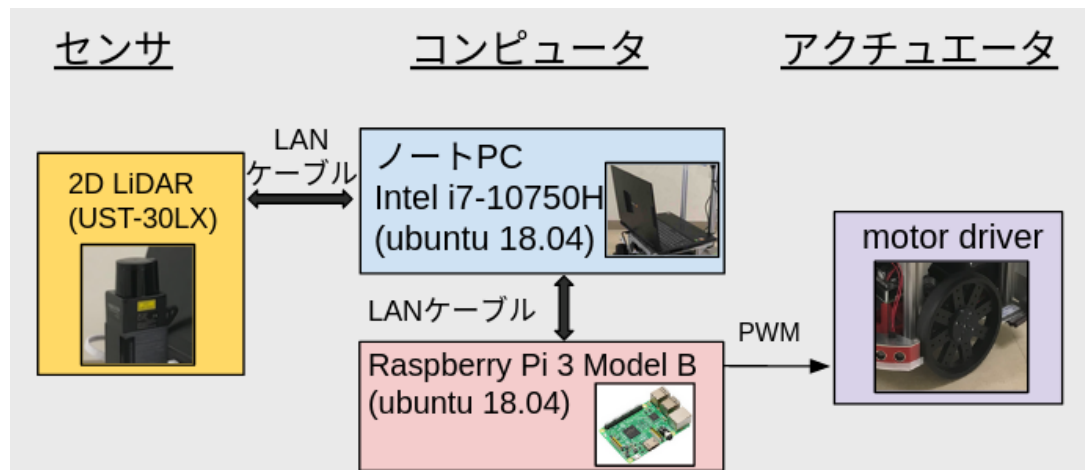 センサ
コンピュータ
アクチュエータ
LAN
ケーブル
2D LiDAR
(UST-30LX)
ノートPC
Intel i7-10750H
(ubuntu 18.04)
motor driver
LANケーブル
PWM
Raspberry Pi 3 Model B
(ubuntu 18.04)